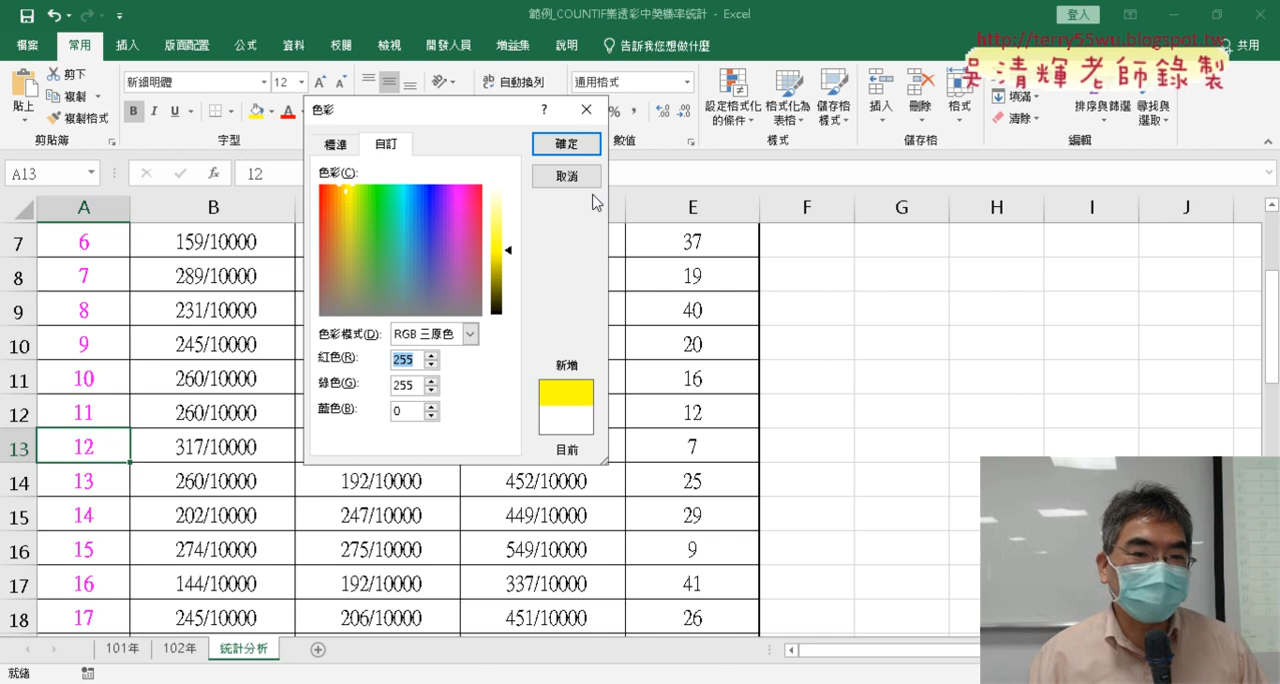 範例_COUNTIF樂透彩中獎機率統計 - Excel
登入
http://terry55wu.blogspot.tw
吳清輝老師錄製
檔案 常用 插入 版面配置 公式 資料 校閱 檢視 開發人員 增益集 說明 告訴我您想做什麼 共用
貼上
剪下
複製
複製格式
剪貼簿
新細明體 12
B I U
字型
ab 自動換列
通用格式
%
數值
設定格式化的條件
格式化為表格
儲存格樣式
樣式
插入 刪除 格式
儲存格
填滿
清除
排序與篩選
尋找與選取
編輯
A13 fx 12
色彩 ?
標準 自訂
確定
取消
色彩(C):
色彩模式(D): RGB 三原色
紅色(R): 255
綠色(G): 255
藍色(B): 0
新增
目前
A B E F G H I J
7 6 159/10000 37
8 7 289/10000 19
9 8 231/10000 40
10 9 245/10000 20
11 10 260/10000 16
12 11 260/10000 12
13 12 317/10000 7
14 13 260/10000 192/10000 452/10000 25
15 14 202/10000 247/10000 449/10000 29
16 15 274/10000 275/10000 549/10000 9
17 16 144/10000 192/10000 337/10000 41
18 17 245/10000 206/10000 451/10000 26
101年 102年 統計分析
就緒